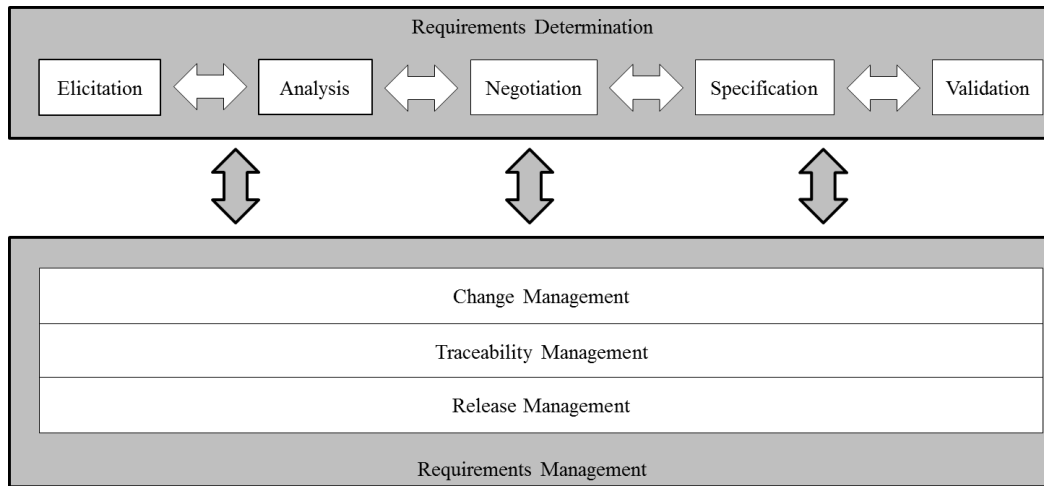 Requirements Determination
Elicitation
Analysis
Negotiation
Specification
Validation
Change Management
Traceability Management
Release Management
Requirements Management